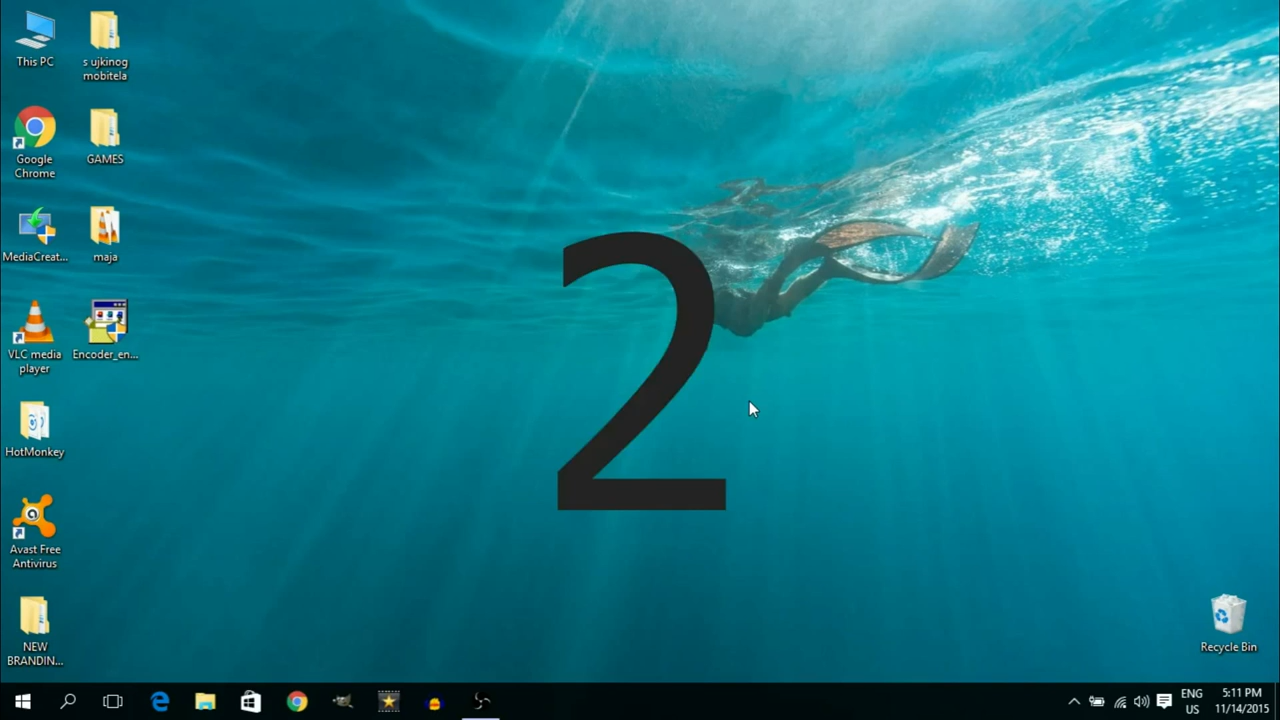 This PC
s ujkinog
mobitela
Google
Chrome
GAMES
MediaCreat...
maja
VLC media
player
Encoder_en...
HotMonkey
Avast Free
Antivirus
NEW
BRANDIN...
2
Recycle Bin
ENG
US
5:11 PM
11/14/2015